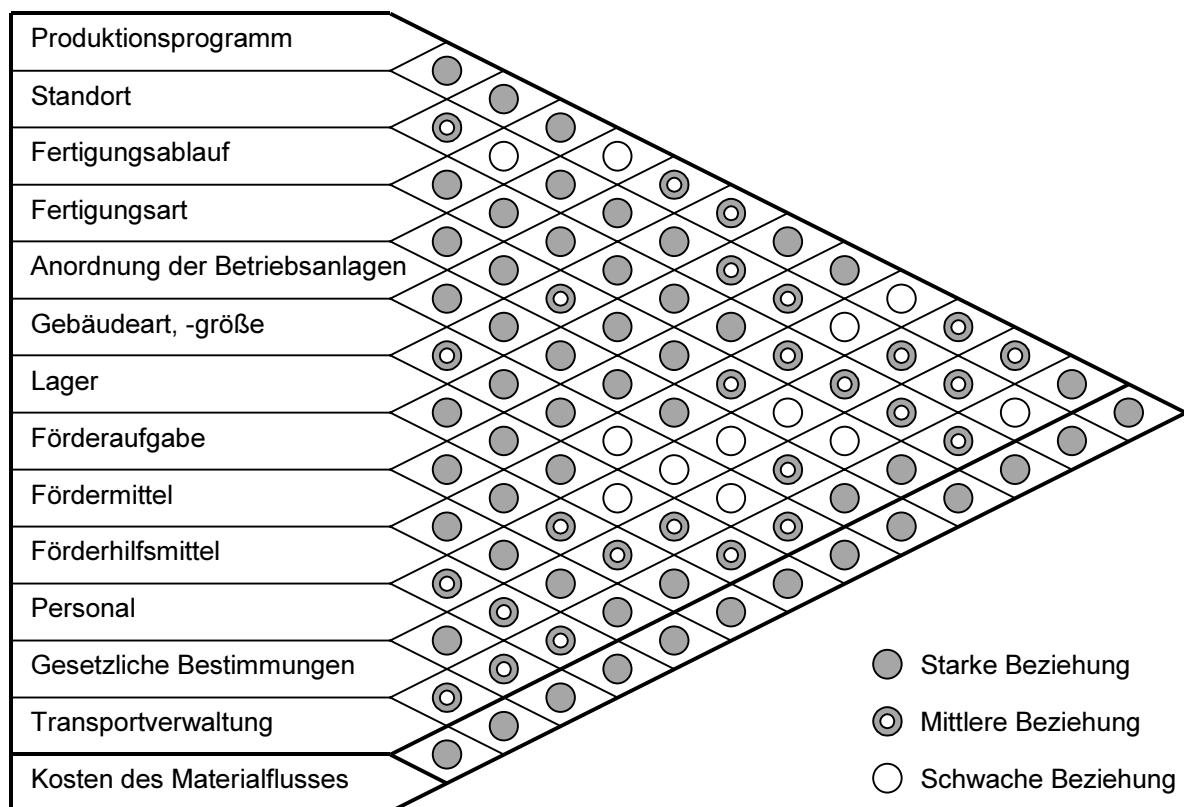 Produktionsprogramm
Standort
Fertigungsablauf
Fertigungsart
Anordnung der Betriebsanlagen
Gebäudeart, -größe
Lager
Förderaufgabe
Fördermittel
Förderhilfsmittel
Personal
Gesetzliche Bestimmungen
Transportverwaltung
Kosten des Materialflusses
Starke Beziehung
Mittlere Beziehung
Schwache Beziehung